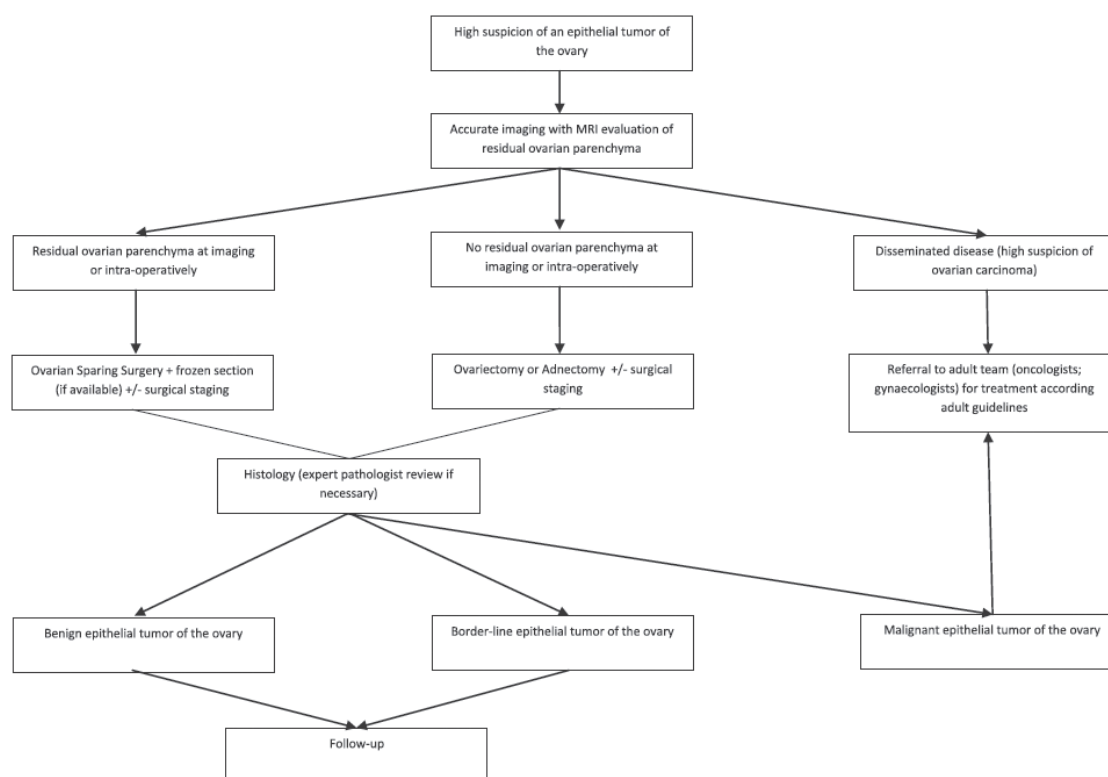 High suspicion of an epithelial tumor of
the ovary
Accurate imaging with MRI evaluation of
residual ovarian parenchyma
Residual ovarian parenchyma at imaging
or intra-operatively
No residual ovarian parenchyma at
imaging or intra-operatively
Disseminated disease (high suspicion of
ovarian carcinoma)
Ovarian Sparing Surgery + frozen section
(if available) +/- surgical staging
Ovariectomy or Adnectomy +/- surgical
staging
Referral to adult team (oncologists;
gynaecologists) for treatment according
adult guidelines
Histology (expert pathologist review if
necessary)
Benign epithelial tumor of the ovary
Border-line epithelial tumor of the ovary
Malignant epithelial tumor of the ovary
Follow-up